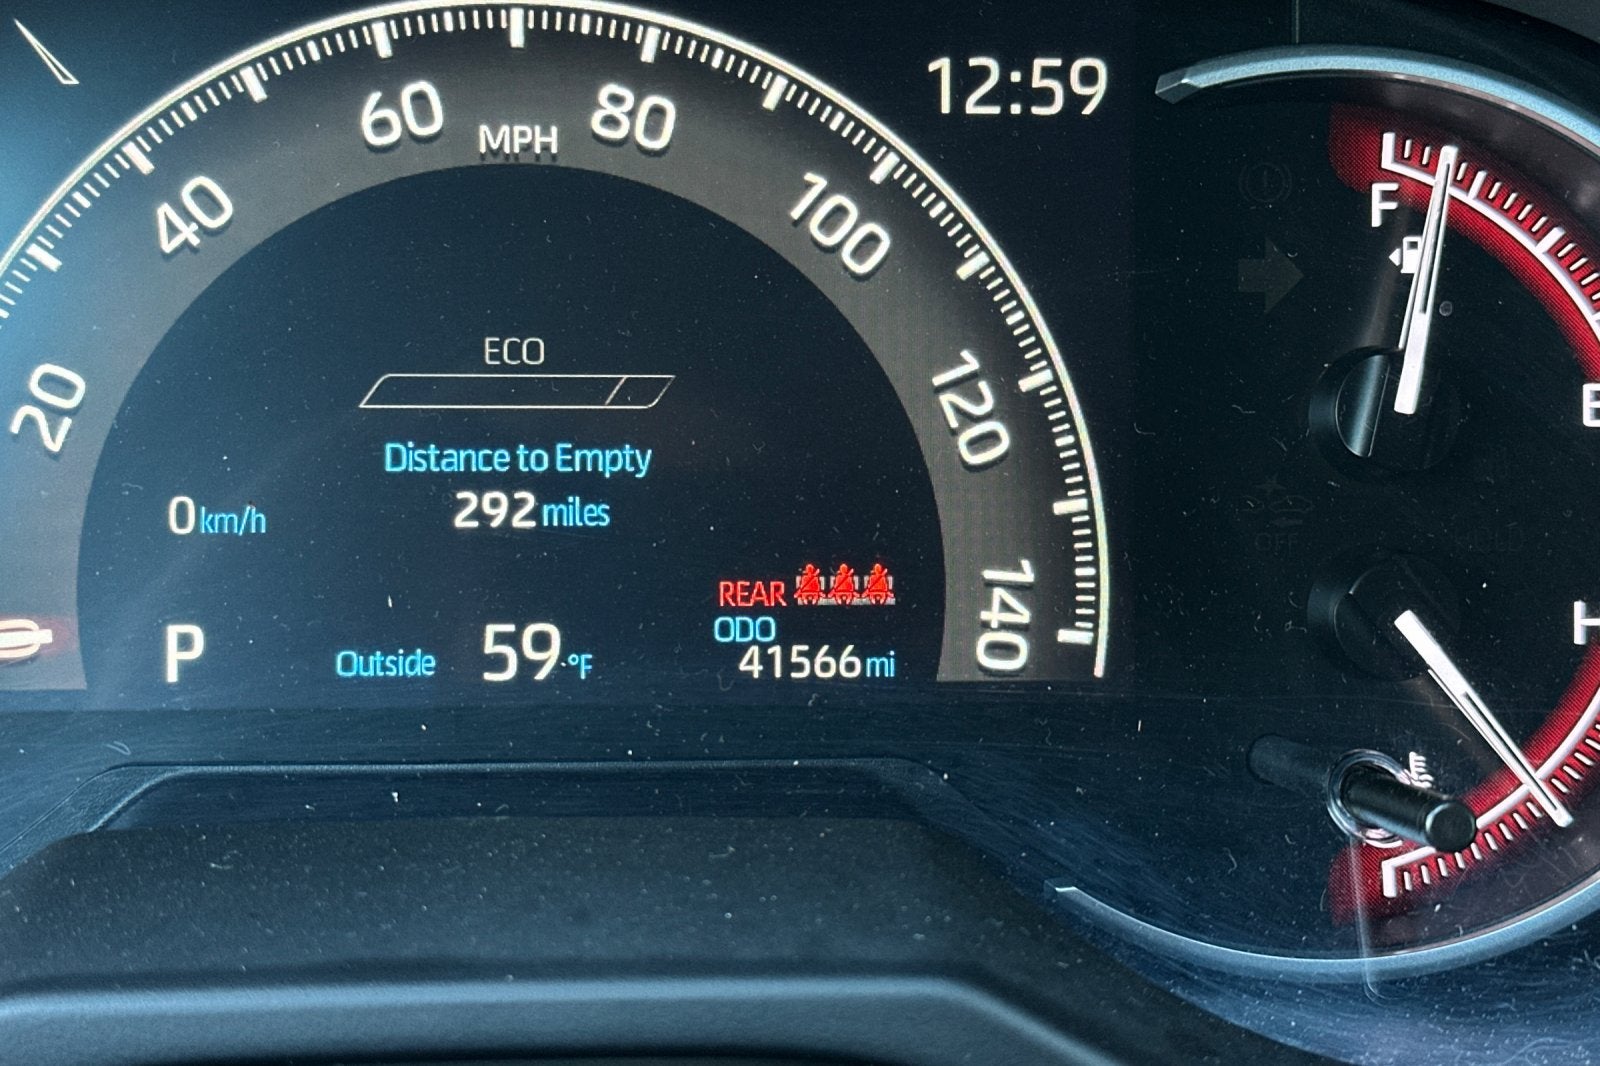 12:59
60
MPH
80
40
100
20
120
140
F
E
H
ECO
Distance to Empty
292 miles
0 km/h
REAR
ODO
41566 mi
P
Outside 59 °F
OFF